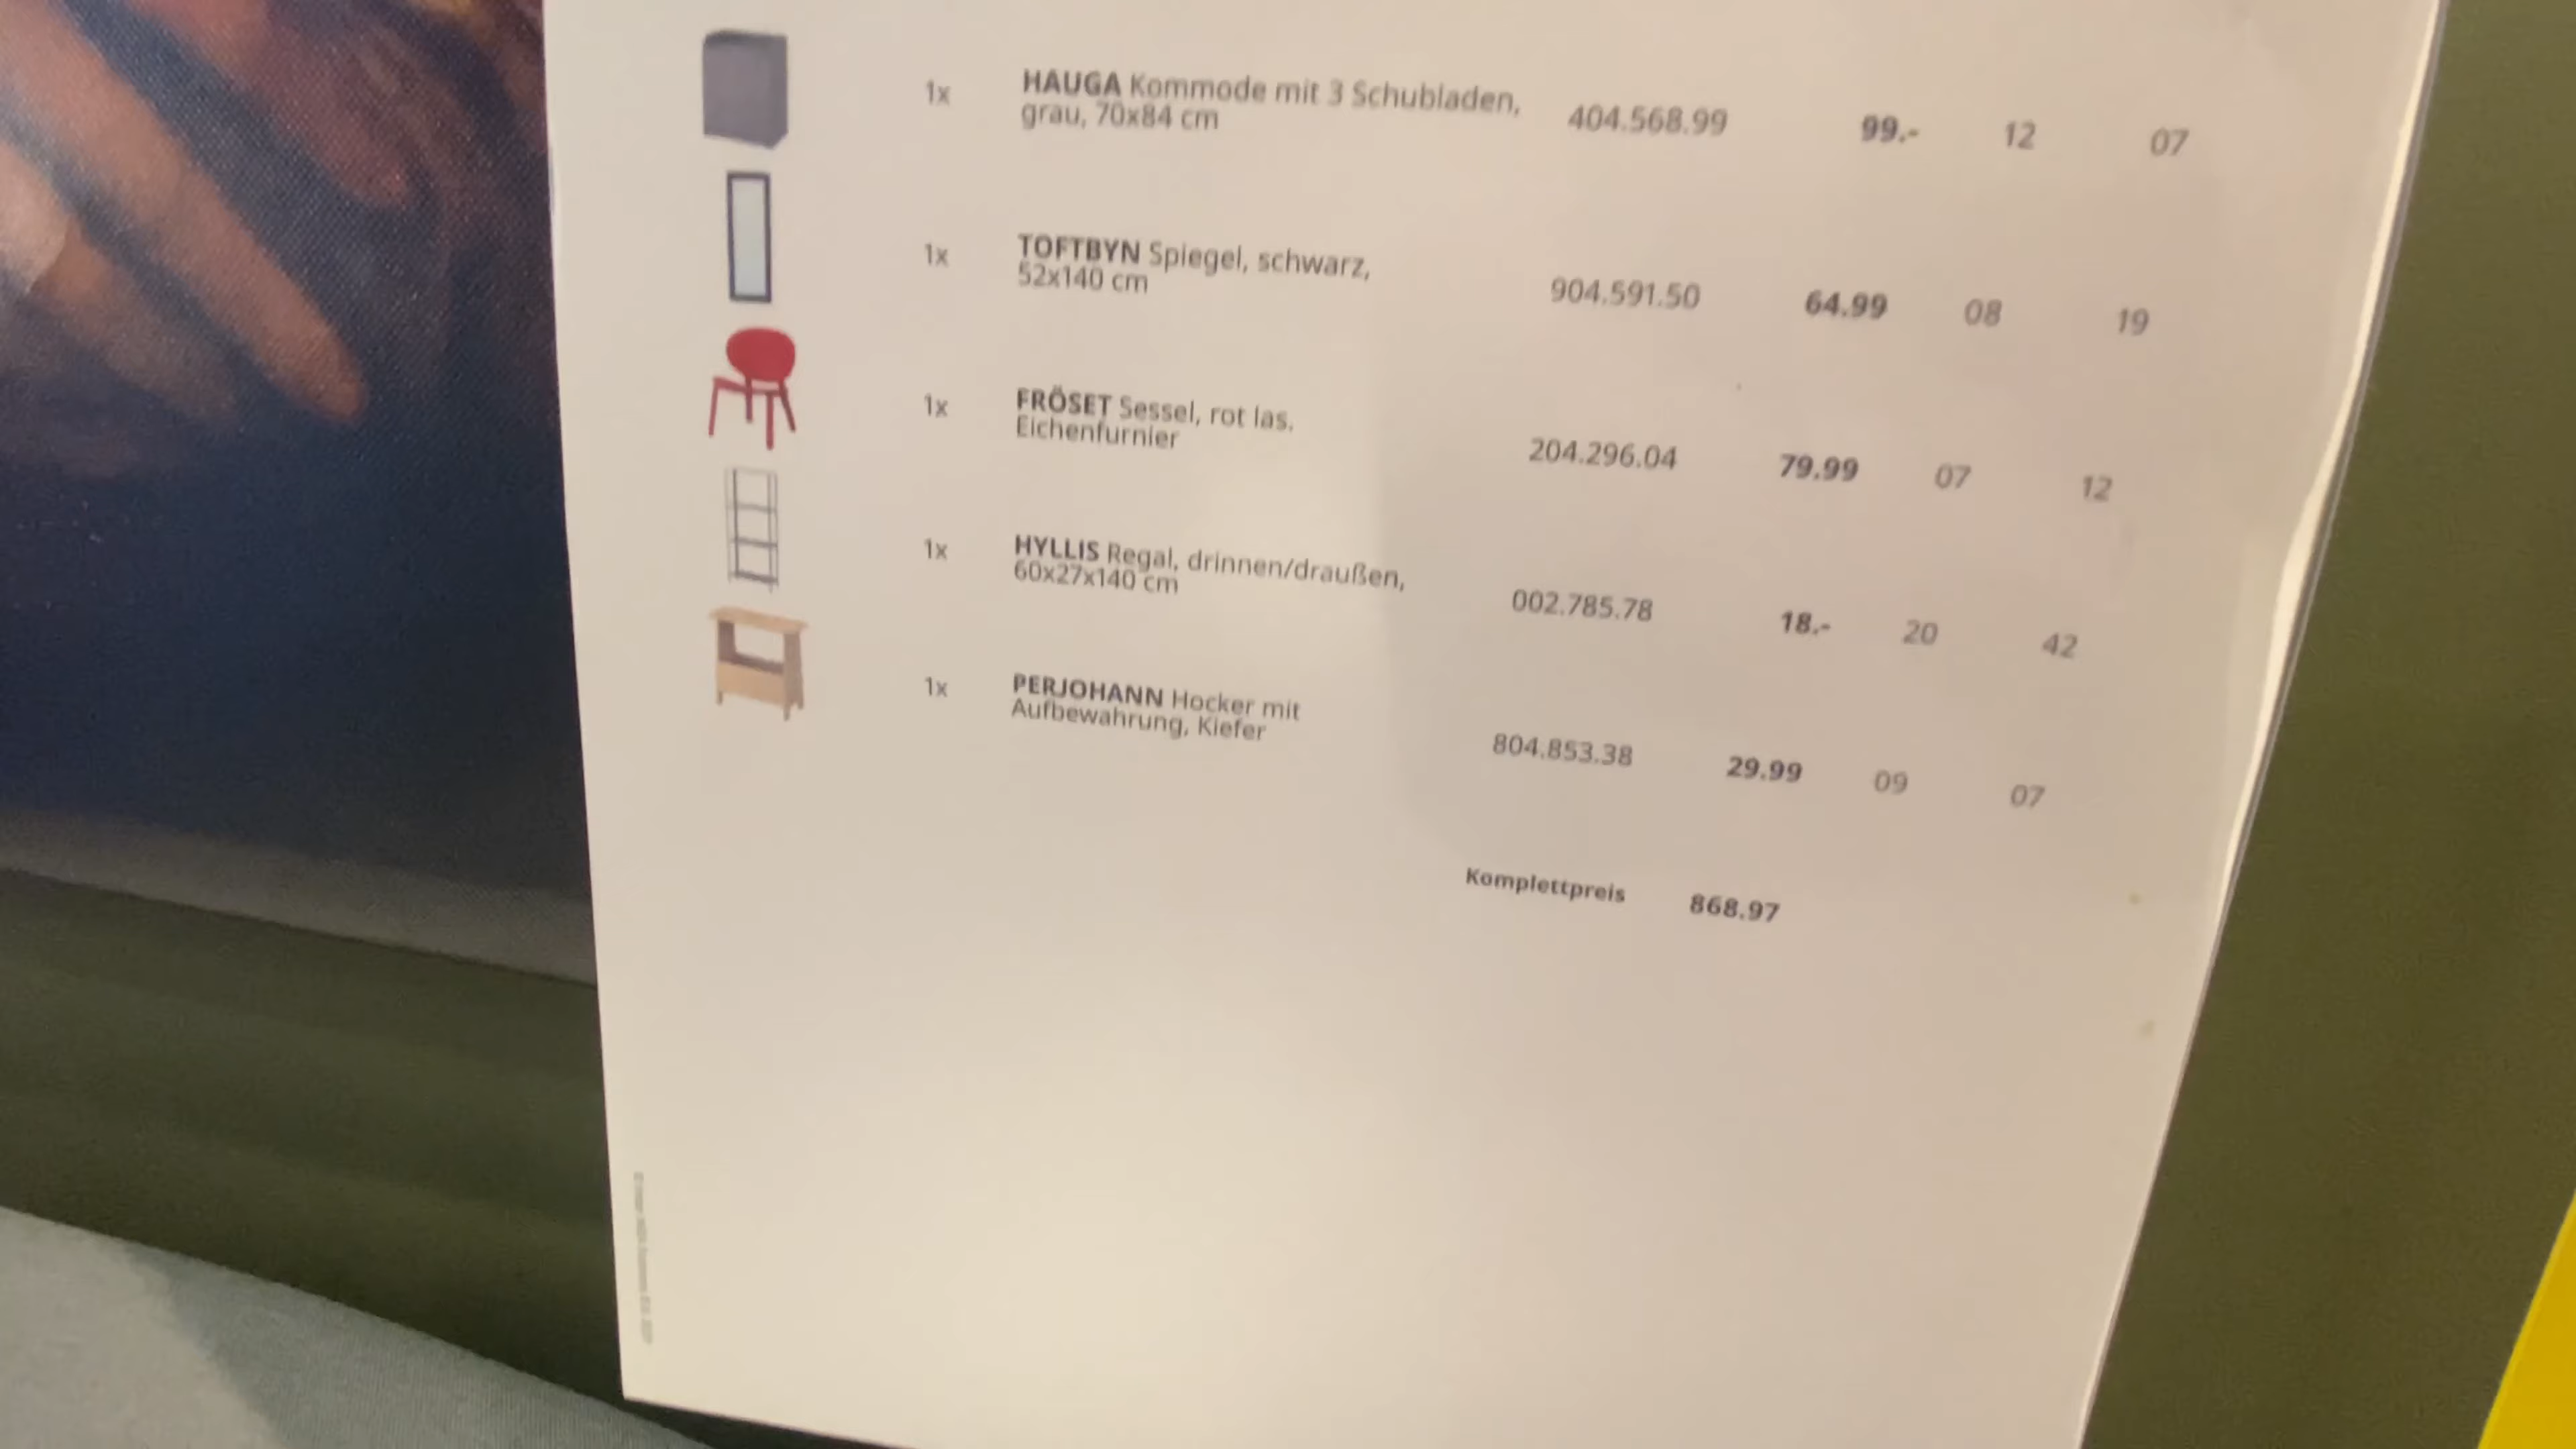 1x HAUGA Kommode mit 3 Schubladen,
grau, 70x84 cm 404.568.99 99.- 12 07
1x TOFTBYN Spiegel, schwarz,
52x140 cm 904.591.50 64.99 08 19
1x FRÖSET Sessel, rot las.
Eichenfurnier 204.296.04 79.99 07 12
1x HYLLIS Regal, drinnen/draußen,
60x27x140 cm 002.785.78 18.- 20 42
1x PERJOHANN Hocker mit
Aufbewahrung, Kiefer 804.853.38 29.99 09 07
Komplettpreis 868.97